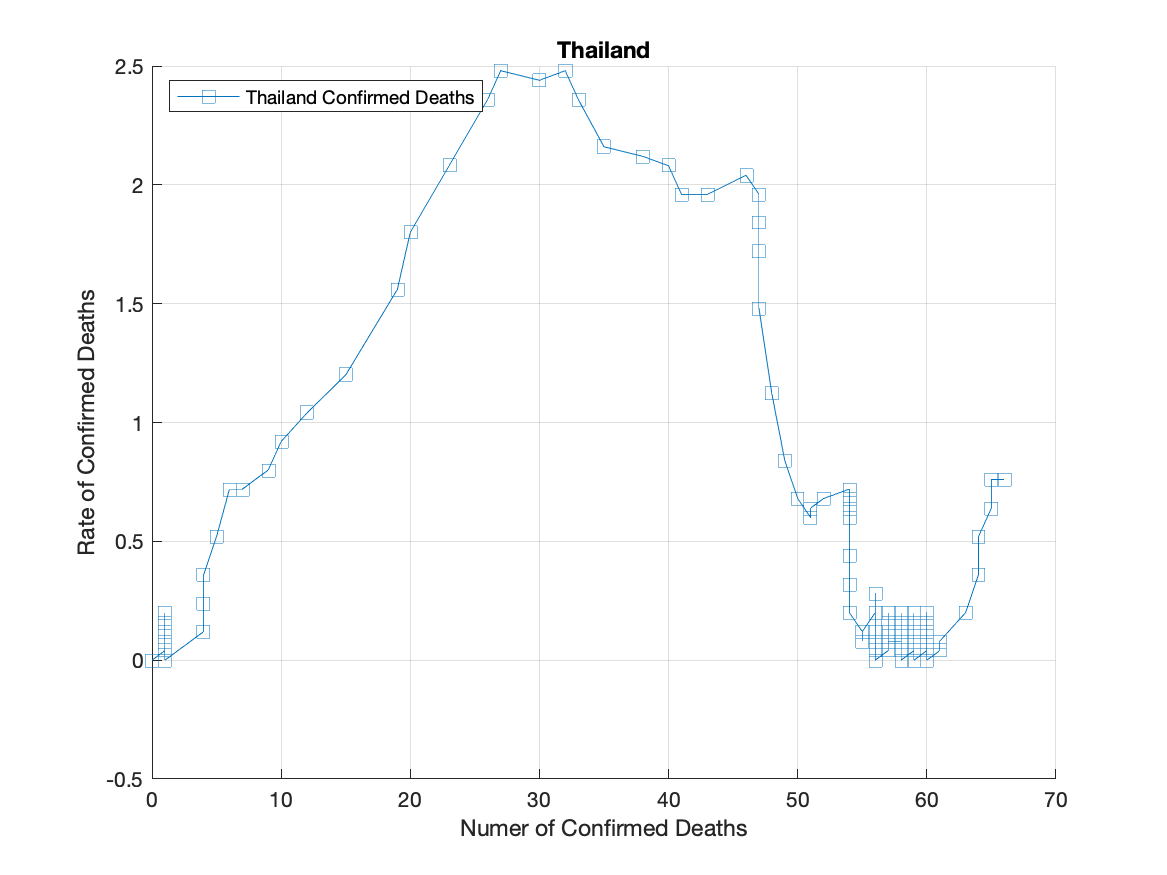 Thailand
Thailand Confirmed Deaths
2.5
2
1.5
1
0.5
0
-0.5
Rate of Confirmed Deaths
0 10 20 30 40 50 60 70
Numer of Confirmed Deaths